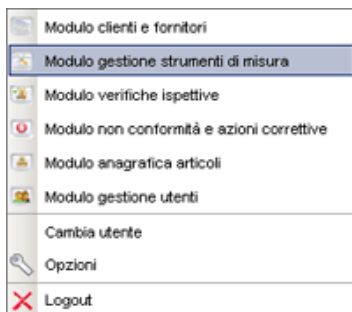 Modulo clienti e fornitori
Modulo gestione strumenti di misura
Modulo verifiche ispettive
Modulo non conformità e azioni correttive
Modulo anagrafica articoli
Modulo gestione utenti
Cambia utente
Opzioni
Logout